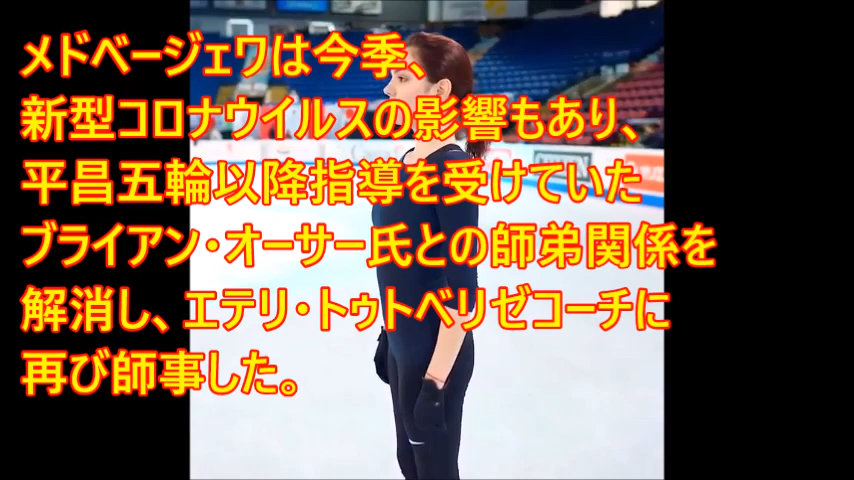 メドベージェワは今季、
新型コロナウイルスの影響もあり、
平昌五輪以降指導を受けていた
ブライアン・オーサー氏との師弟関係を
解消し、エテリ・トゥトベリゼコーチに
再び師事した。